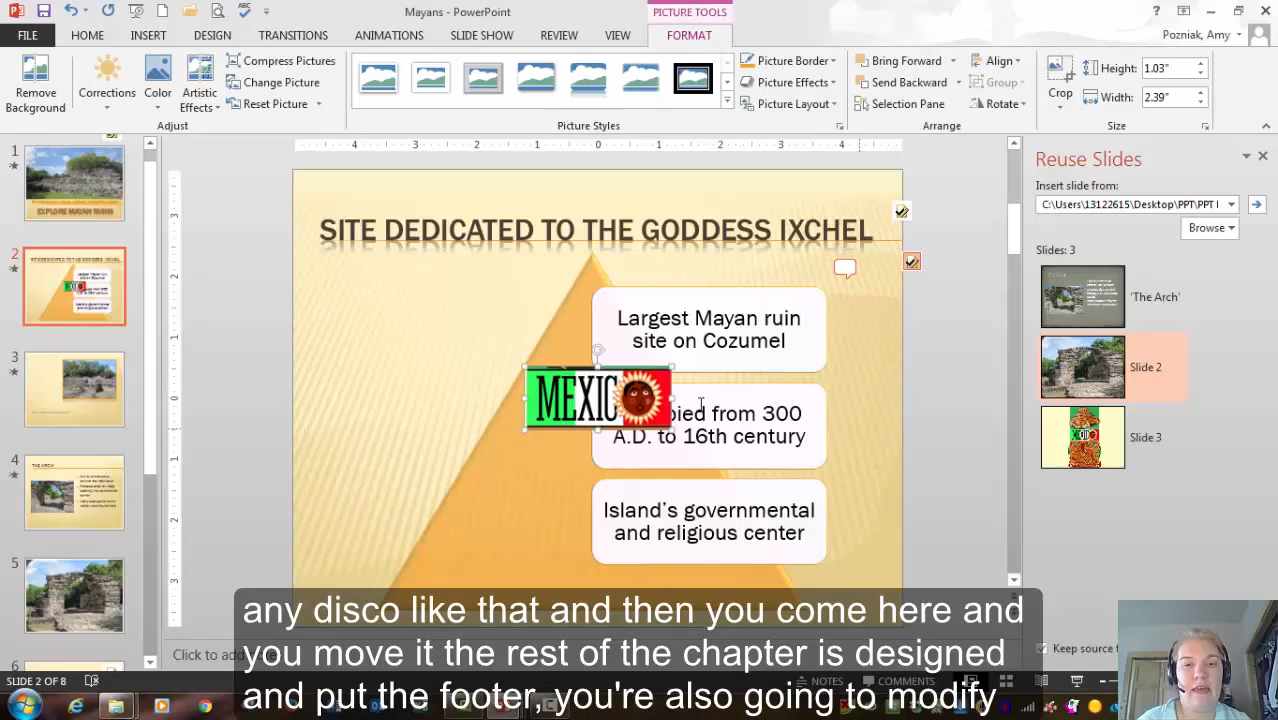 Mayans - PowerPoint
PICTURE TOOLS
FILE
HOME
INSERT
DESIGN
TRANSITIONS
ANIMATIONS
SLIDE SHOW
REVIEW
VIEW
FORMAT
Pozniak, Amy
Remove Background
Corrections
Color
Artistic Effects
Compress Pictures
Change Picture
Reset Picture
Adjust
Picture Styles
Picture Border
Picture Effects
Picture Layout
Bring Forward
Send Backward
Selection Pane
Align
Group
Rotate
Arrange
Crop
Height: 1.03"
Width: 2.39"
Size
1
EXPLORE MAYAN RUINS
2
3
4
THE ARCH
5
6
SITE DEDICATED TO THE GODDESS IXCHEL
Largest Mayan ruin
site on Cozumel
MEXICO
pied from 300
A.D. to 16th century
Island's governmental
and religious center
Reuse Slides
Insert slide from:
C:\Users\13122615\Desktop\PPT\PPT I
Browse
Slides: 3
'The Arch'
Slide 2
Slide 3
any disco like that and then you come here and
you move it the rest of the chapter is designed
and put the footer, you're also going to modify
Click to add
Keep source f
SLIDE 2 OF 8
NOTES
COMMENTS